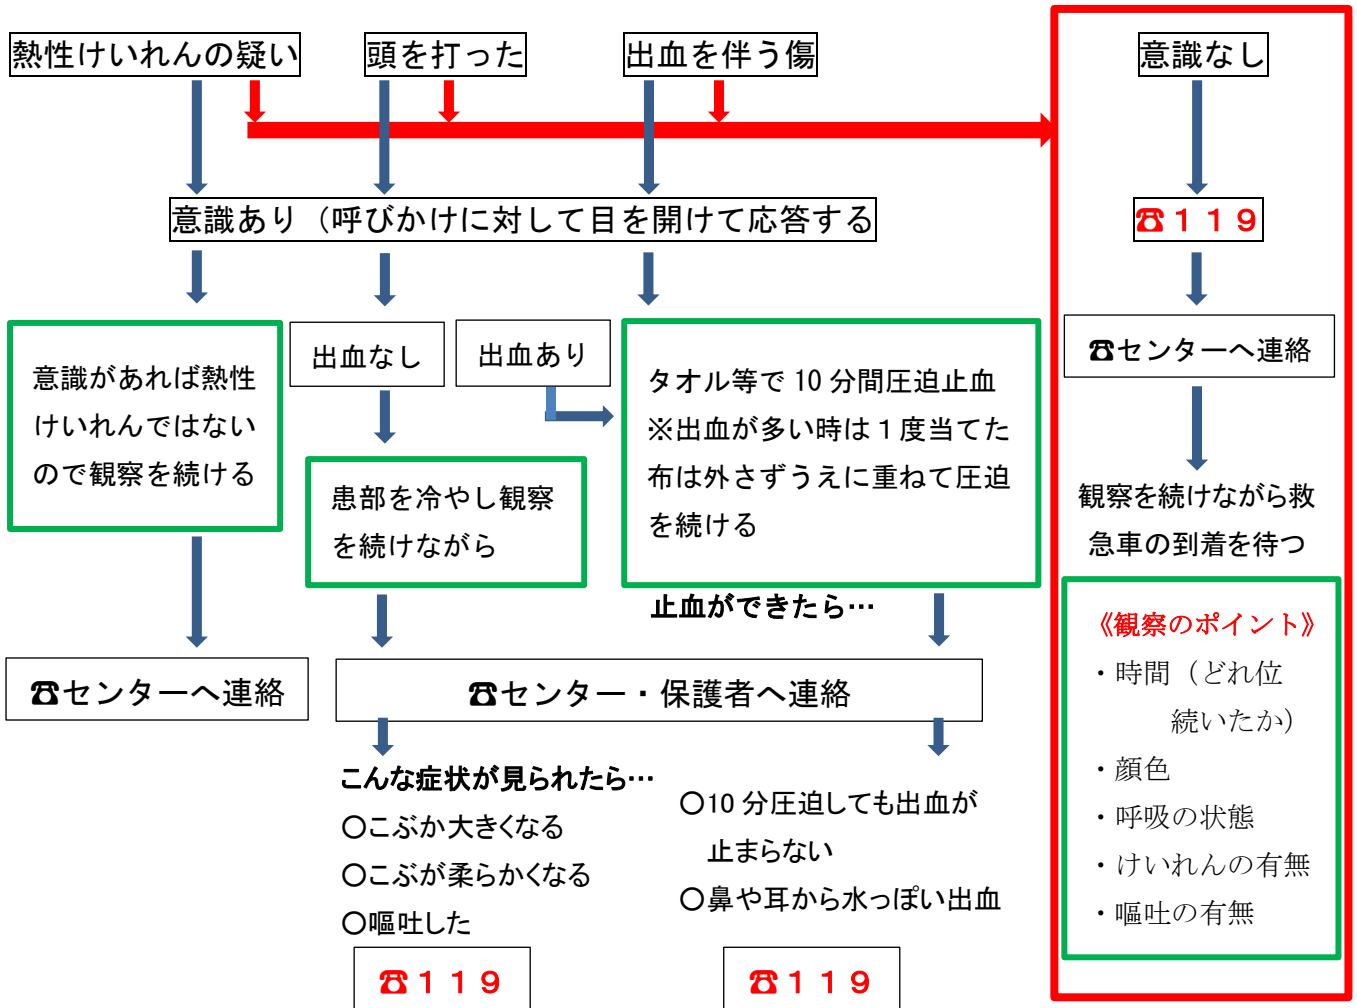 熱性けいれんの疑い
頭を打った
出血を伴う傷
意識なし
意識あり（呼びかけに対して目を開けて応答する
☎１１９
意識があれば熱性
けいれんではない
ので観察を続ける
出血なし
出血あり
タオル等で 10 分間圧迫止血
※出血が多い時は１度当てた
布は外さずうえに重ねて圧迫
を続ける
☎センターへ連絡
患部を冷やし観察
を続けながら
観察を続けながら救
急車の到着を待つ
止血ができたら…
☎センターへ連絡
☎センター・保護者へ連絡
こんな症状が見られたら…
〇こぶか大きくなる
〇こぶが柔らかくなる
〇嘔吐した
☎１１９
〇10 分圧迫しても出血が
止まらない
〇鼻や耳から水っぽい出血
☎１１９
《観察のポイント》
・時間（どれ位
続いたか）
・顔色
・呼吸の状態
・けいれんの有無
・嘔吐の有無